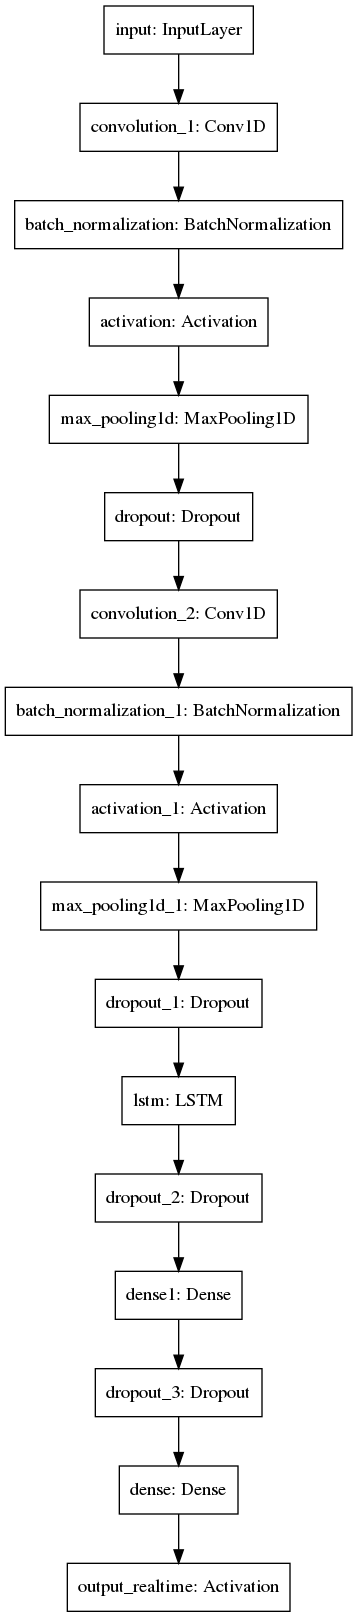 input: InputLayer
convolution_1: Conv1D
batch_normalization: BatchNormalization
activation: Activation
max_pooling1d: MaxPooling1D
dropout: Dropout
convolution_2: Conv1D
batch_normalization_1: BatchNormalization
activation_1: Activation
max_pooling1d_1: MaxPooling1D
dropout_1: Dropout
lstm: LSTM
dropout_2: Dropout
dense1: Dense
dropout_3: Dropout
dense: Dense
output_realtime: Activation